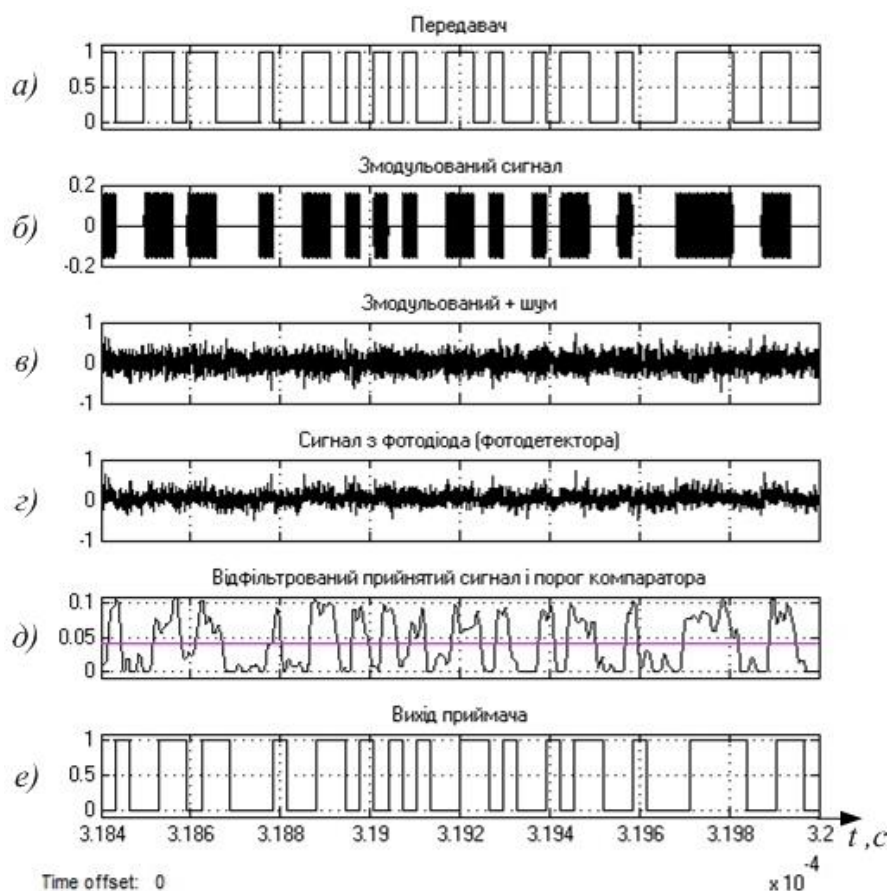 Передавач
а)
1
0.5
0
Змодульований сигнал
б)
0.2
0
-0.2
Змодульований + шум
в)
1
0
-1
Сигнал з фотодіода (фотодетектора)
г)
1
0
-1
Відфільтрований прийнятий сигнал і порог компаратора
д)
0.1
0.05
0
Вихід приймача
е)
1
0.5
0
3.184 3.186 3.188 3.19 3.192 3.194 3.196 3.198 3.2
t ,c
x 10⁻⁴
Time offset: 0